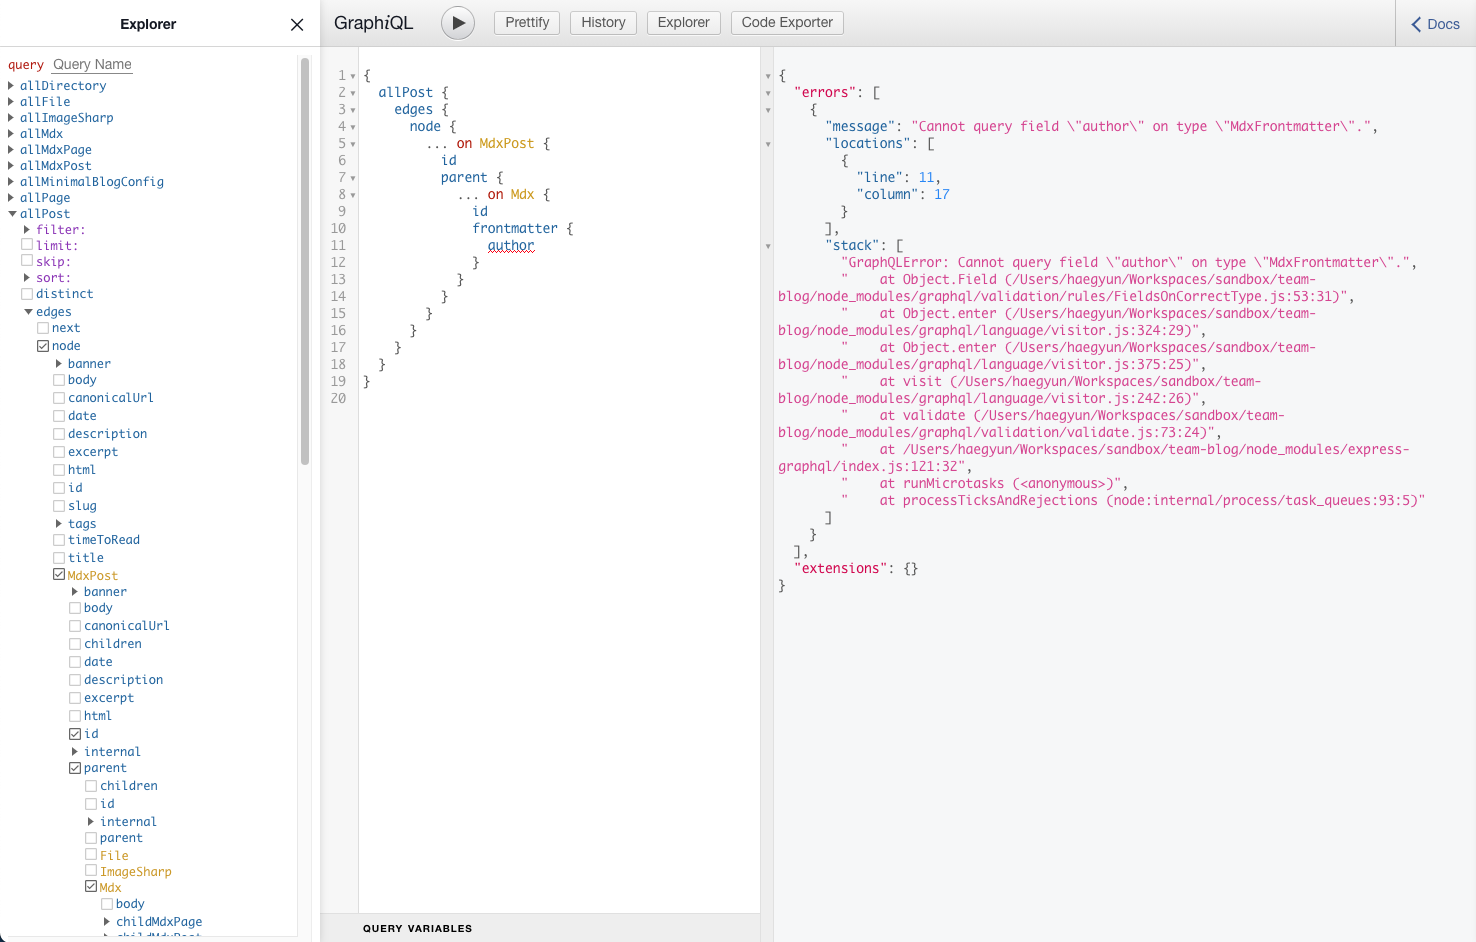 Explorer
query Query Name
allDirectory
allFile
allImageSharp
allMdx
allMdxPage
allMdxPost
allMinimalBlogConfig
allPage
allPost
filter:
limit:
skip:
sort:
distinct
edges
next
node
banner
body
canonicalUrl
date
description
excerpt
html
id
slug
tags
timeToRead
title
MdxPost
banner
body
canonicalUrl
children
date
description
excerpt
html
id
internal
parent
children
id
internal
parent
File
ImageSharp
Mdx
body
childMdxPage
childMdxPost
GraphiQL
Prettify
History
Explorer
Code Exporter
Docs
1 {
2 allPost {
3 edges {
4 node {
5 ... on MdxPost {
6 id
7 parent {
8 ... on Mdx {
9 id
10 frontmatter {
11 author
12 }
13 }
14 }
15 }
16 }
17 }
18 }
19 }
20
QUERY VARIABLES
{
"errors": [
{
"message": "Cannot query field \"author\" on type \"MdxFrontmatter\".",
"locations": [
{
"line": 11,
"column": 17
}
],
"stack": [
"GraphQLError: Cannot query field \"author\" on type \"MdxFrontmatter\".",
" at Object.Field (/Users/haegyun/Workspaces/sandbox/team-
blog/node_modules/graphql/validation/rules/FieldsOnCorrectType.js:53:31)",
" at Object.enter (/Users/haegyun/Workspaces/sandbox/team-
blog/node_modules/graphql/language/visitor.js:324:29)",
" at Object.enter (/Users/haegyun/Workspaces/sandbox/team-
blog/node_modules/graphql/language/visitor.js:375:25)",
" at visit (/Users/haegyun/Workspaces/sandbox/team-
blog/node_modules/graphql/language/visitor.js:242:26)",
" at validate (/Users/haegyun/Workspaces/sandbox/team-
blog/node_modules/graphql/validation/validate.js:73:24)",
" at /Users/haegyun/Workspaces/sandbox/team-blog/node_modules/express-
graphql/index.js:121:32",
" at runMicrotasks (<anonymous>)",
" at processTicksAndRejections (node:internal/process/task_queues:93:5)"
]
}
],
"extensions": {}
}